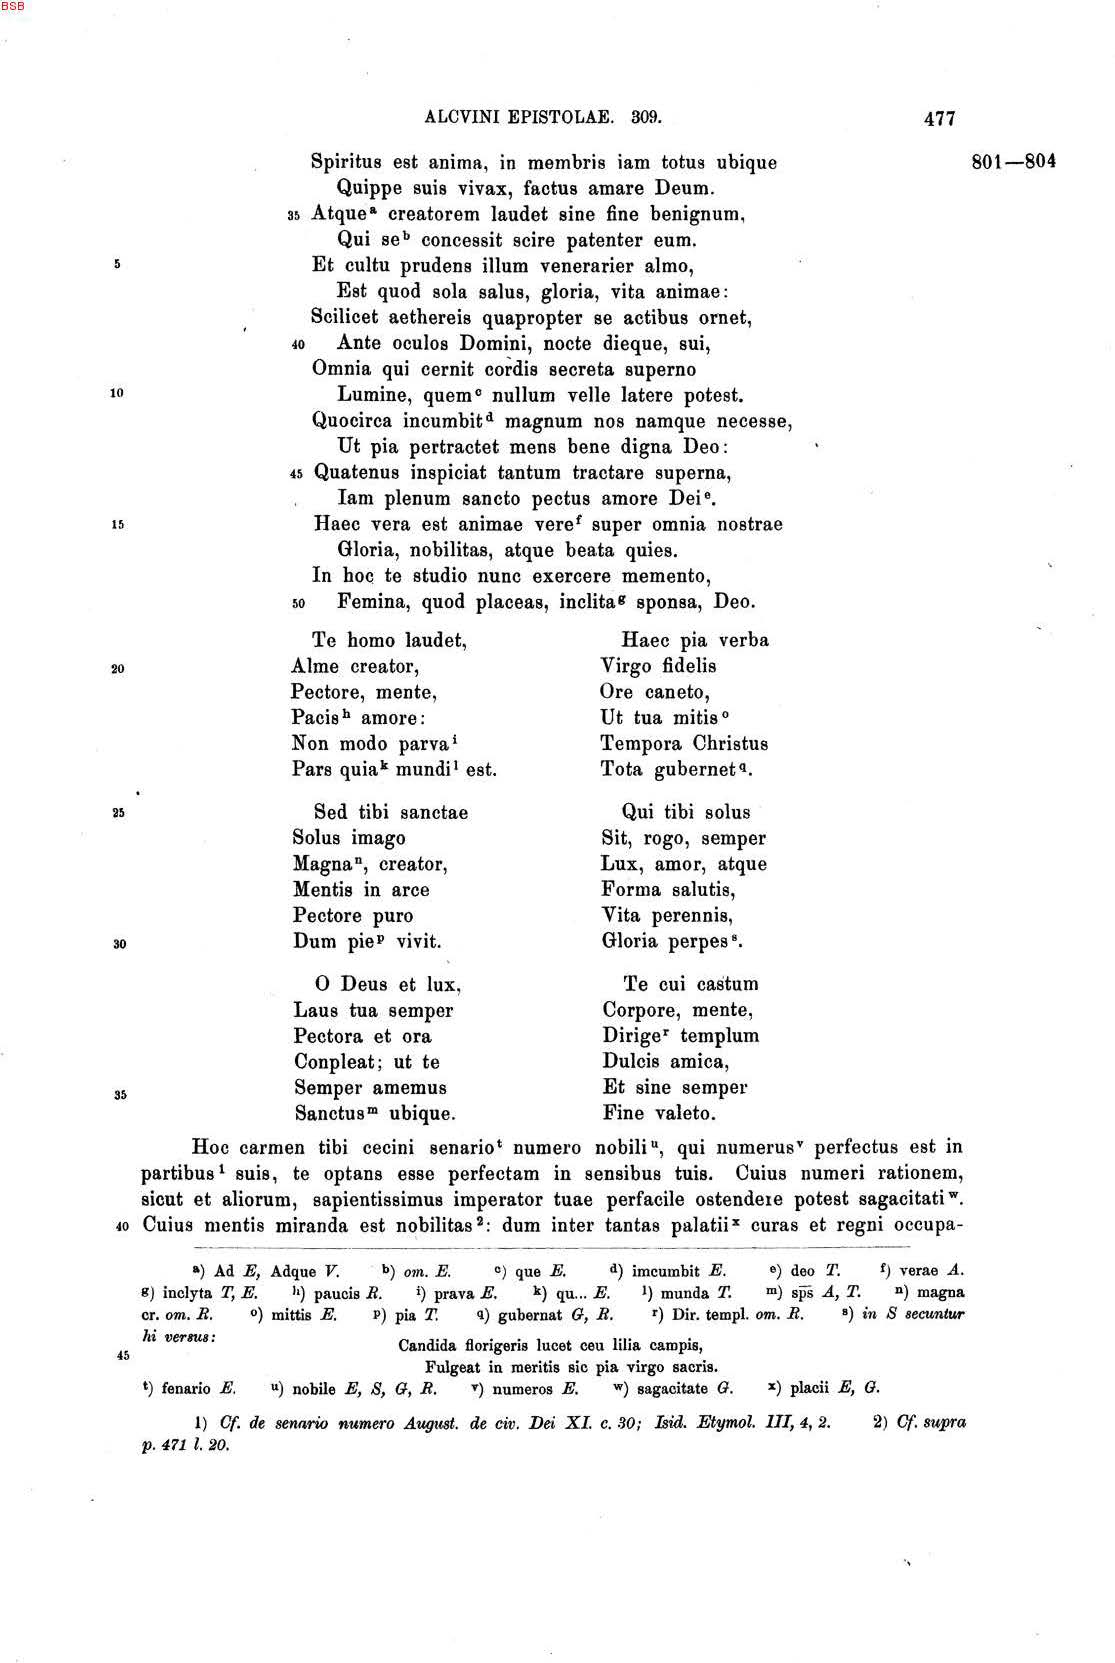 BSB
ALCVINI EPISTOLAE. 309. 477
Spiritus est anima, in membris iam totus ubique 801—804
Quippe suis vivax, factus amare Deum.
35 Atque a creatorem laudet sine fine benignum,
Qui se b concessit scire patenter eum.
5 Et cultu prudens illum venerarier almo,
Est quod sola salus, gloria, vita animae:
Scilicet aethereis quapropter se actibus ornet,
40 Ante oculos Domini, nocte dieque, sui,
Omnia qui cernit cordis secreta superno
10 Lumine, quem c nullum velle latere potest.
Quocirca incumbit d magnum nos namque necesse,
Ut pia pertractet mens bene digna Deo:
45 Quatenus inspiciat tantum tractare superna,
Iam plenum sancto pectus amore Dei e.
15 Haec vera est animae vere f super omnia nostrae
Gloria, nobilitas, atque beata quies.
In hoc te studio nunc exercere memento,
50 Femina, quod placeas, inclita g sponsa, Deo.
Te homo laudet,
20 Alme creator,
Pectore, mente,
Pacis h amore:
Non modo parva i
Pars quia k mundi l est.
Haec pia verba
Virgo fidelis
Ore caneto,
Ut tua mitis o
Tempora Christus
Tota gubernet q.
25 Sed tibi sanctae
Solus imago
Magna n, creator,
Mentis in arce
Pectore puro
30 Dum pie p vivit.
Qui tibi solus
Sit, rogo, semper
Lux, amor, atque
Forma salutis,
Vita perennis,
Gloria perpes s.
O Deus et lux,
Laus tua semper
Pectora et ora
Conpleat; ut te
35 Semper amemus
Sanctus m ubique.
Te cui castum
Corpore, mente,
Dirige r templum
Dulcis amica,
Et sine semper
Fine valeto.
Hoc carmen tibi cecini senario t numero nobili u, qui numerus v perfectus est in
partibus 1 suis, te optans esse perfectam in sensibus tuis. Cuius numeri rationem,
sicut et aliorum, sapientissimus imperator tuae perfacile ostendere potest sagacitati w.
40 Cuius mentis miranda est nobilitas 2: dum inter tantas palatii x curas et regni occupa-
a) Ad E, Adque V. b) om. E. c) que E. d) imcumbit E. e) deo T. f) verae A.
g) inclyta T, E. h) paucis R. i) prava E. k) qu... E. l) munda T. m) sp̅s̅ A, T. n) magna
cr. om. R. o) mittis E. p) pia T. q) gubernat G, R. r) Dir. templ. om. R. s) in S secuntur
hi versus:
45 Candida florigeris lucet ceu lilia campis,
Fulgeat in meritis sic pia virgo sacris.
t) fenario E. u) nobile E, S, G, R. v) numeros E. w) sagacitate G. x) placii E, G.
1) Cf. de senario numero August. de civ. Dei XI. c. 30; Isid. Etymol. III, 4, 2. 2) Cf. supra
p. 471 l. 20.